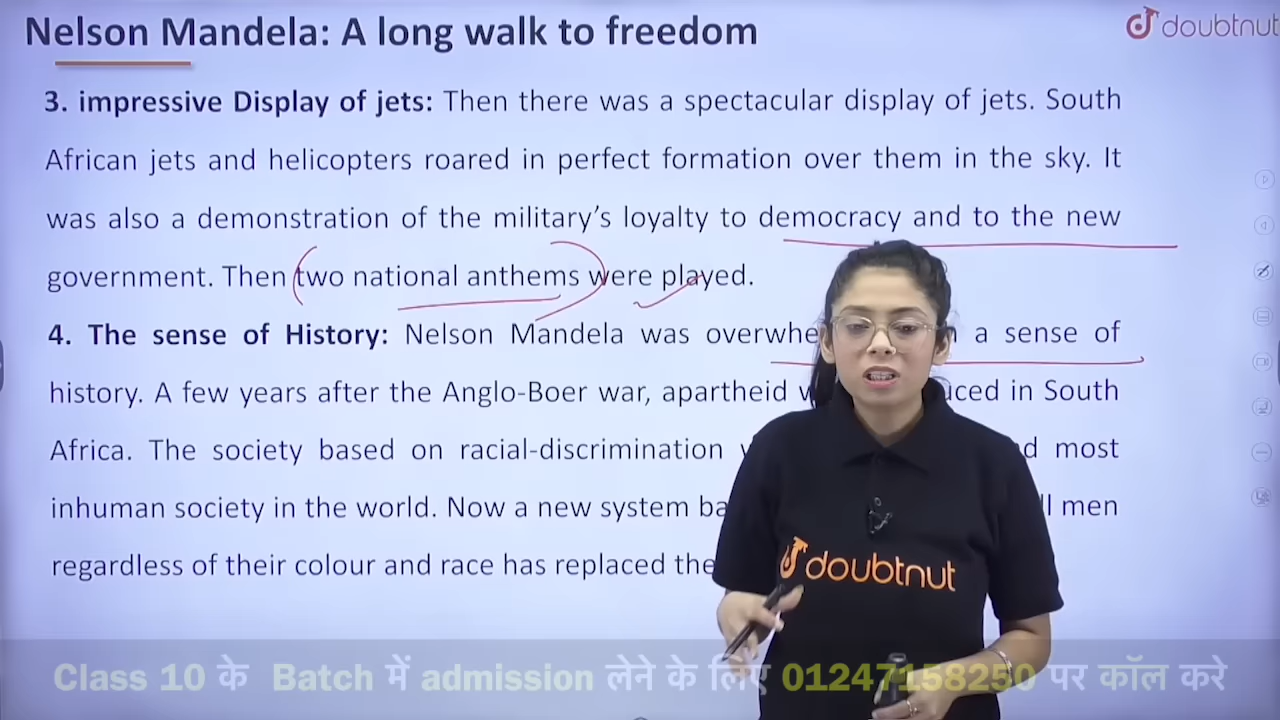 Nelson Mandela: A long walk to freedom
doubtnut
3. impressive Display of jets: Then there was a spectacular display of jets. South
African jets and helicopters roared in perfect formation over them in the sky. It
was also a demonstration of the military's loyalty to democracy and to the new
government. Then two national anthems were played.
4. The sense of History: Nelson Mandela was a sense of
history. A few years after the Anglo-Boer war, apartheid in South
Africa. The society based on racial-discrimination most
inhuman society in the world. Now a new system men
regardless of their colour and race has replaced the
doubtnut
Class 10 के Batch में admission लेने के लिए 01247158250 पर कॉल करे